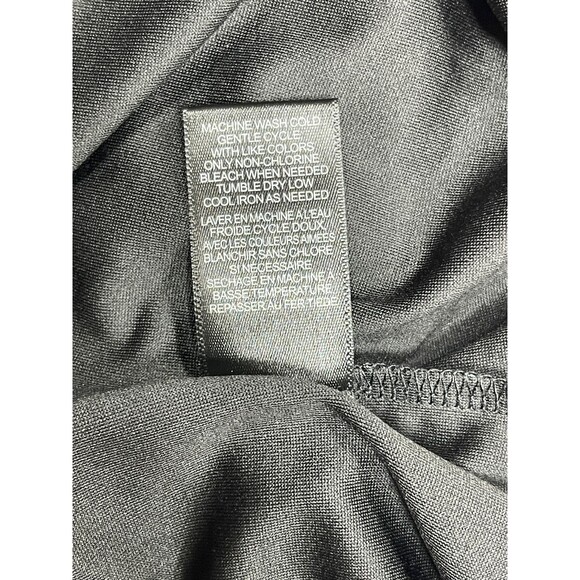 MACHINE WASH COLD
GENTLE CYCLE
WITH LIKE COLORS
ONLY NON-CHLORINE
BLEACH WHEN NEEDED
TUMBLE DRY LOW
COOL IRON AS NEEDED
LAVER EN MACHINE A L'EAU
FROIDE CYCLE DOUX
AVEC LES COULEURS AIMÉES
BLANCHIR SANS CALORE
SI NECESSAIRE
SECHAGE EN MACHINE A
BASSE TEMPERATURE
REPASSER AU FER TIEDE